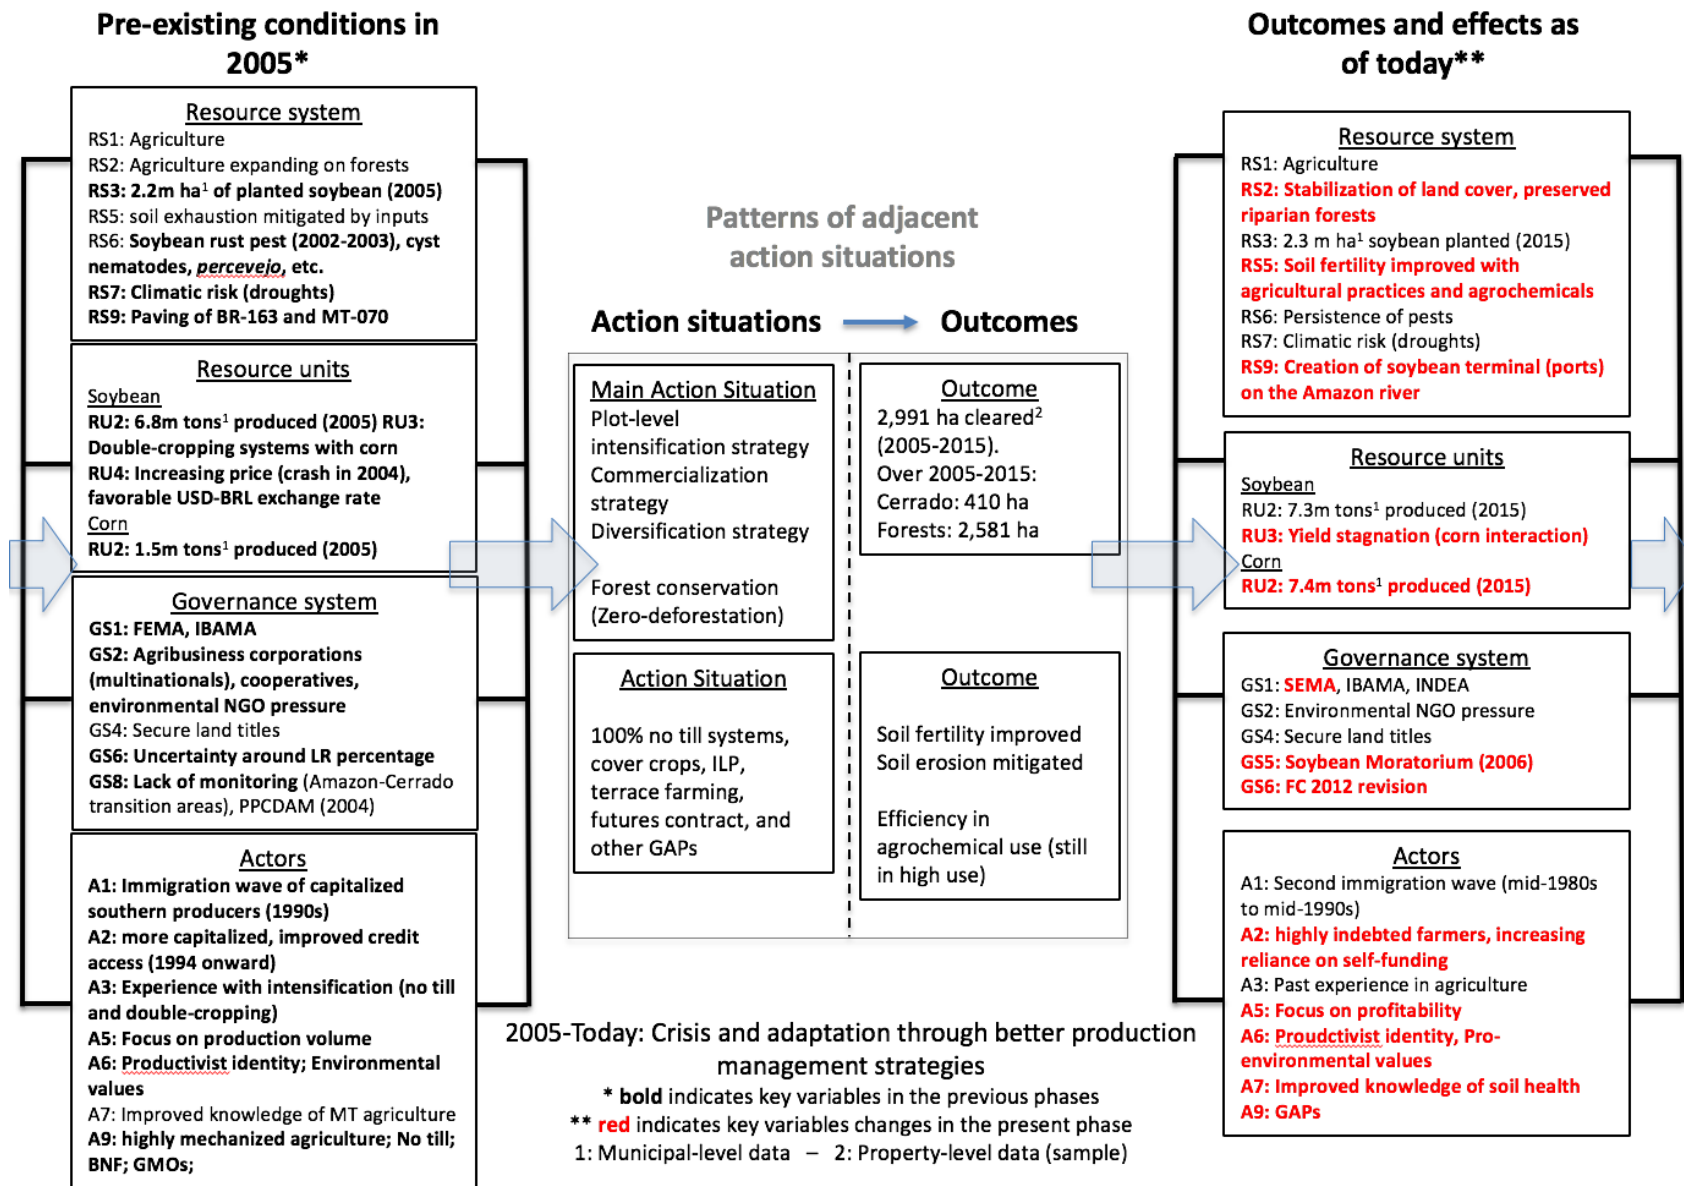 Pre-existing conditions in
2005*
Resource system
RS1: Agriculture
RS2: Agriculture expanding on forests
RS3: 2.2m ha¹ of planted soybean (2005)
RS5: soil exhaustion mitigated by inputs
RS6: Soybean rust pest (2002-2003), cyst
nematodes, percevejo, etc.
RS7: Climatic risk (droughts)
RS9: Paving of BR-163 and MT-070
Resource units
Soybean
RU2: 6.8m tons¹ produced (2005) RU3:
Double-cropping systems with corn
RU4: Increasing price (crash in 2004),
favorable USD-BRL exchange rate
Corn
RU2: 1.5m tons¹ produced (2005)
Governance system
GS1: FEMA, IBAMA
GS2: Agribusiness corporations
(multinationals), cooperatives,
environmental NGO pressure
GS4: Secure land titles
GS6: Uncertainty around LR percentage
GS8: Lack of monitoring (Amazon-Cerrado
transition areas), PPCDAM (2004)
Actors
A1: Immigration wave of capitalized
southern producers (1990s)
A2: more capitalized, improved credit
access (1994 onward)
A3: Experience with intensification (no till
and double-cropping)
A5: Focus on production volume
A6: Productivist identity; Environmental
values
A7: Improved knowledge of MT agriculture
A9: highly mechanized agriculture; No till;
BNF; GMOs;
Patterns of adjacent
action situations
Action situations
Outcomes
Main Action Situation
Plot-level
intensification strategy
Commercialization
strategy
Diversification strategy
Forest conservation
(Zero-deforestation)
Outcome
2,991 ha cleared²
(2005-2015).
Over 2005-2015:
Cerrado: 410 ha
Forests: 2,581 ha
Action Situation
100% no till systems,
cover crops, ILP,
terrace farming,
futures contract, and
other GAPs
Outcome
Soil fertility improved
Soil erosion mitigated
Efficiency in
agrochemical use (still
in high use)
2005-Today: Crisis and adaptation through better production
management strategies
* bold indicates key variables in the previous phases
** red indicates key variables changes in the present phase
1: Municipal-level data – 2: Property-level data (sample)
Outcomes and effects as
of today**
Resource system
RS1: Agriculture
RS2: Stabilization of land cover, preserved
riparian forests
RS3: 2.3 m ha¹ soybean planted (2015)
RS5: Soil fertility improved with
agricultural practices and agrochemicals
RS6: Persistence of pests
RS7: Climatic risk (droughts)
RS9: Creation of soybean terminal (ports)
on the Amazon river
Resource units
Soybean
RU2: 7.3m tons¹ produced (2015)
RU3: Yield stagnation (corn interaction)
Corn
RU2: 7.4m tons¹ produced (2015)
Governance system
GS1: SEMA, IBAMA, INDEA
GS2: Environmental NGO pressure
GS4: Secure land titles
GS5: Soybean Moratorium (2006)
GS6: FC 2012 revision
Actors
A1: Second immigration wave (mid-1980s
to mid-1990s)
A2: highly indebted farmers, increasing
reliance on self-funding
A3: Past experience in agriculture
A5: Focus on profitability
A6: Proudctivist identity, Pro-
environmental values
A7: Improved knowledge of soil health
A9: GAPs